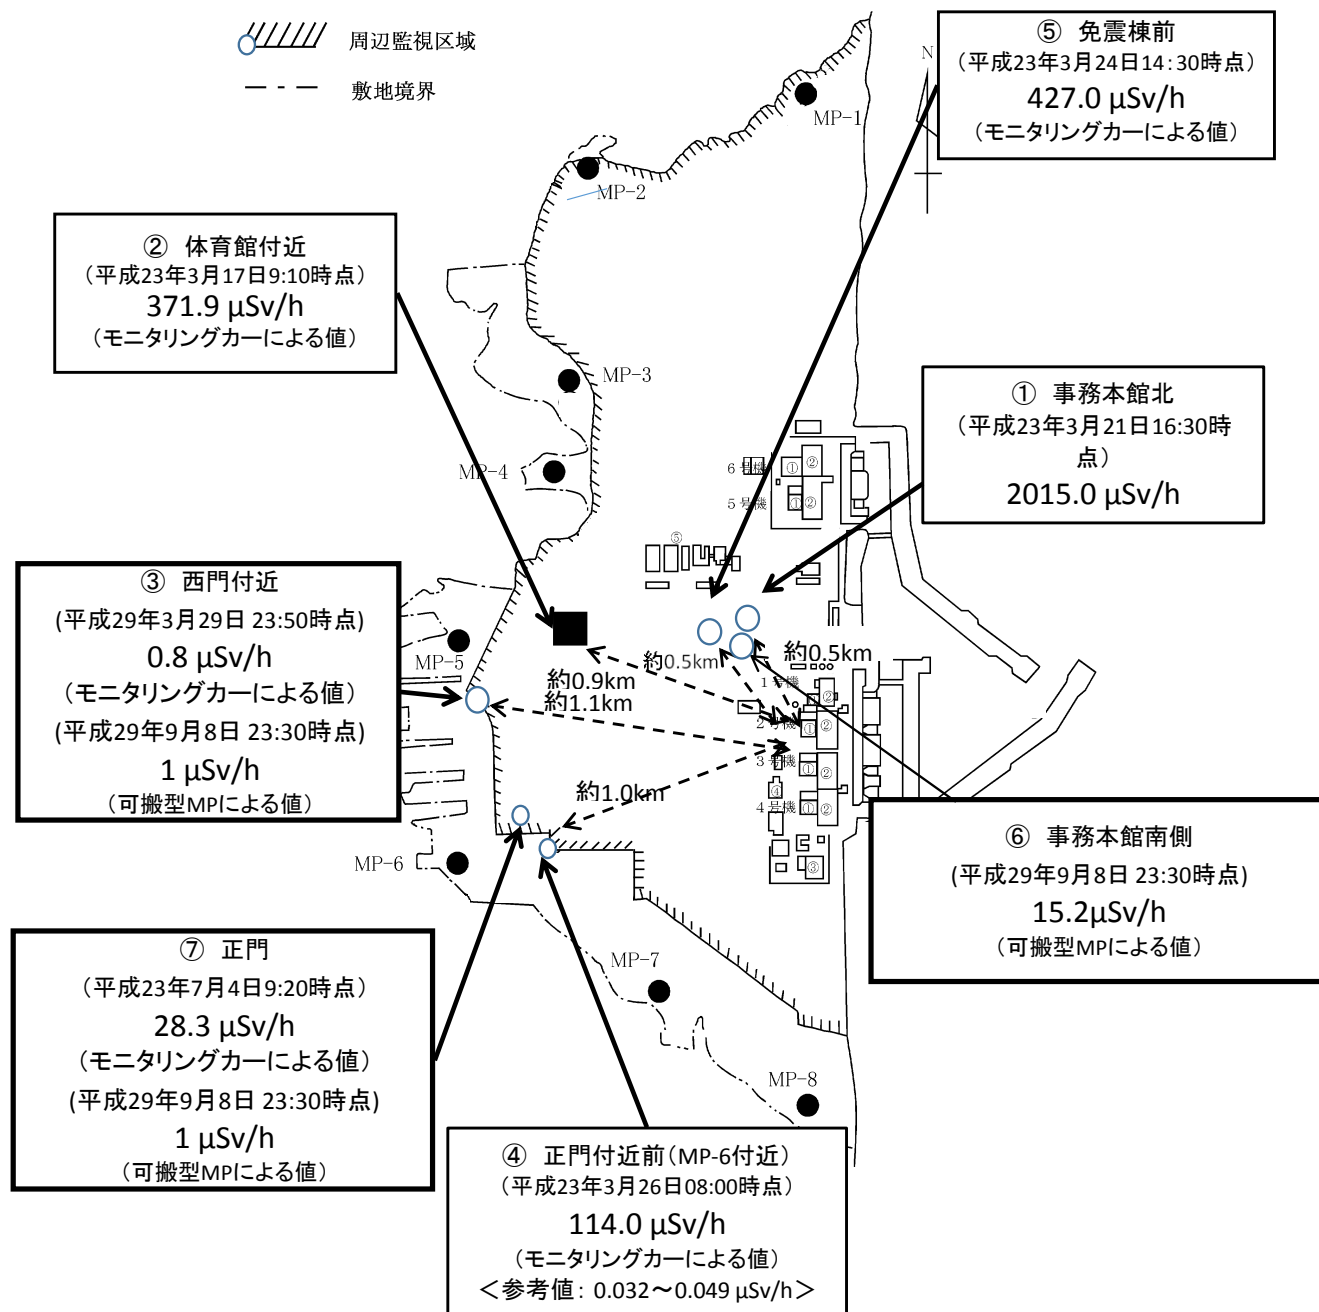 周辺監視区域
敷地境界
⑤ 免震棟前
(平成23年3月24日14:30時点)
427.0 μSv/h
(モニタリングカーによる値)
N
MP-1
MP-2
② 体育館付近
(平成23年3月17日9:10時点)
371.9 μSv/h
(モニタリングカーによる値)
MP-3
① 事務本館北
(平成23年3月21日16:30時
点)
2015.0 μSv/h
MP-4
6号機
①
②
5号機
①
②
⑤
③ 西門付近
(平成29年3月29日 23:50時点)
0.8 μSv/h
(モニタリングカーによる値)
(平成29年9月8日 23:30時点)
1 μSv/h
(可搬型MPによる値)
MP-5
約0.5km
約0.5km
約0.9km
約1.1km
1号機
①
②
2号機
①
②
3号機
①
②
約1.0km
④
4号機
①
②
③
MP-6
⑥ 事務本館南側
(平成29年9月8日 23:30時点)
15.2μSv/h
(可搬型MPによる値)
⑦ 正門
(平成23年7月4日9:20時点)
28.3 μSv/h
(モニタリングカーによる値)
(平成29年9月8日 23:30時点)
1 μSv/h
(可搬型MPによる値)
MP-7
MP-8
④ 正門付近前(MP-6付近)
(平成23年3月26日08:00時点)
114.0 μSv/h
(モニタリングカーによる値)
<参考値: 0.032～0.049 μSv/h>